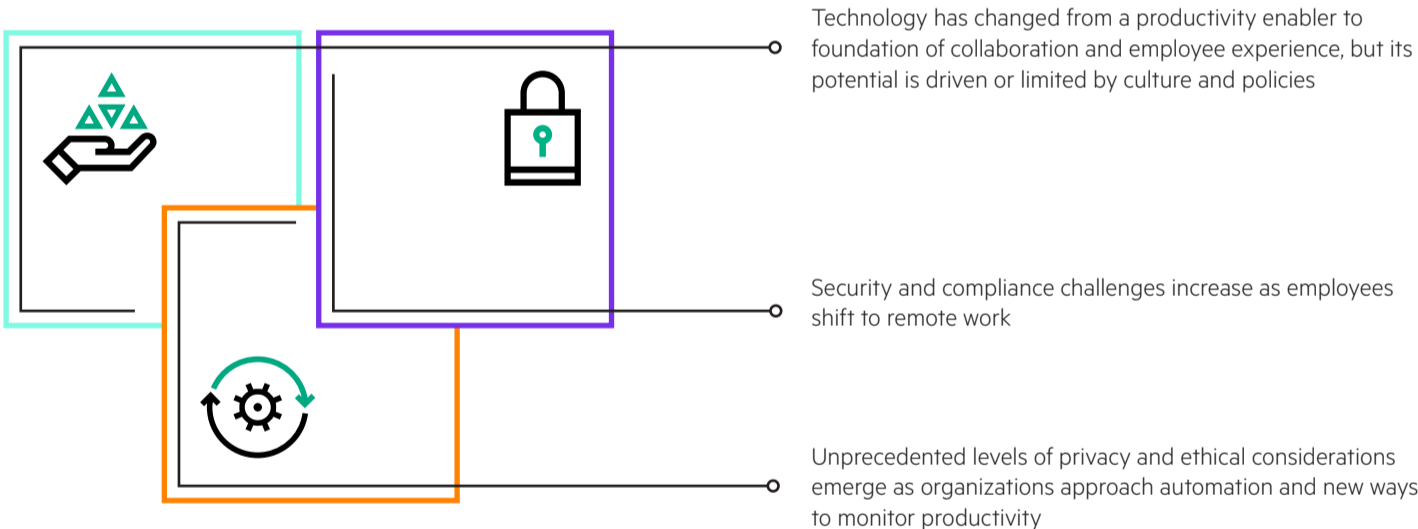 Technology has changed from a productivity enabler to
foundation of collaboration and employee experience, but its
potential is driven or limited by culture and policies
Security and compliance challenges increase as employees
shift to remote work
Unprecedented levels of privacy and ethical considerations
emerge as organizations approach automation and new ways
to monitor productivity